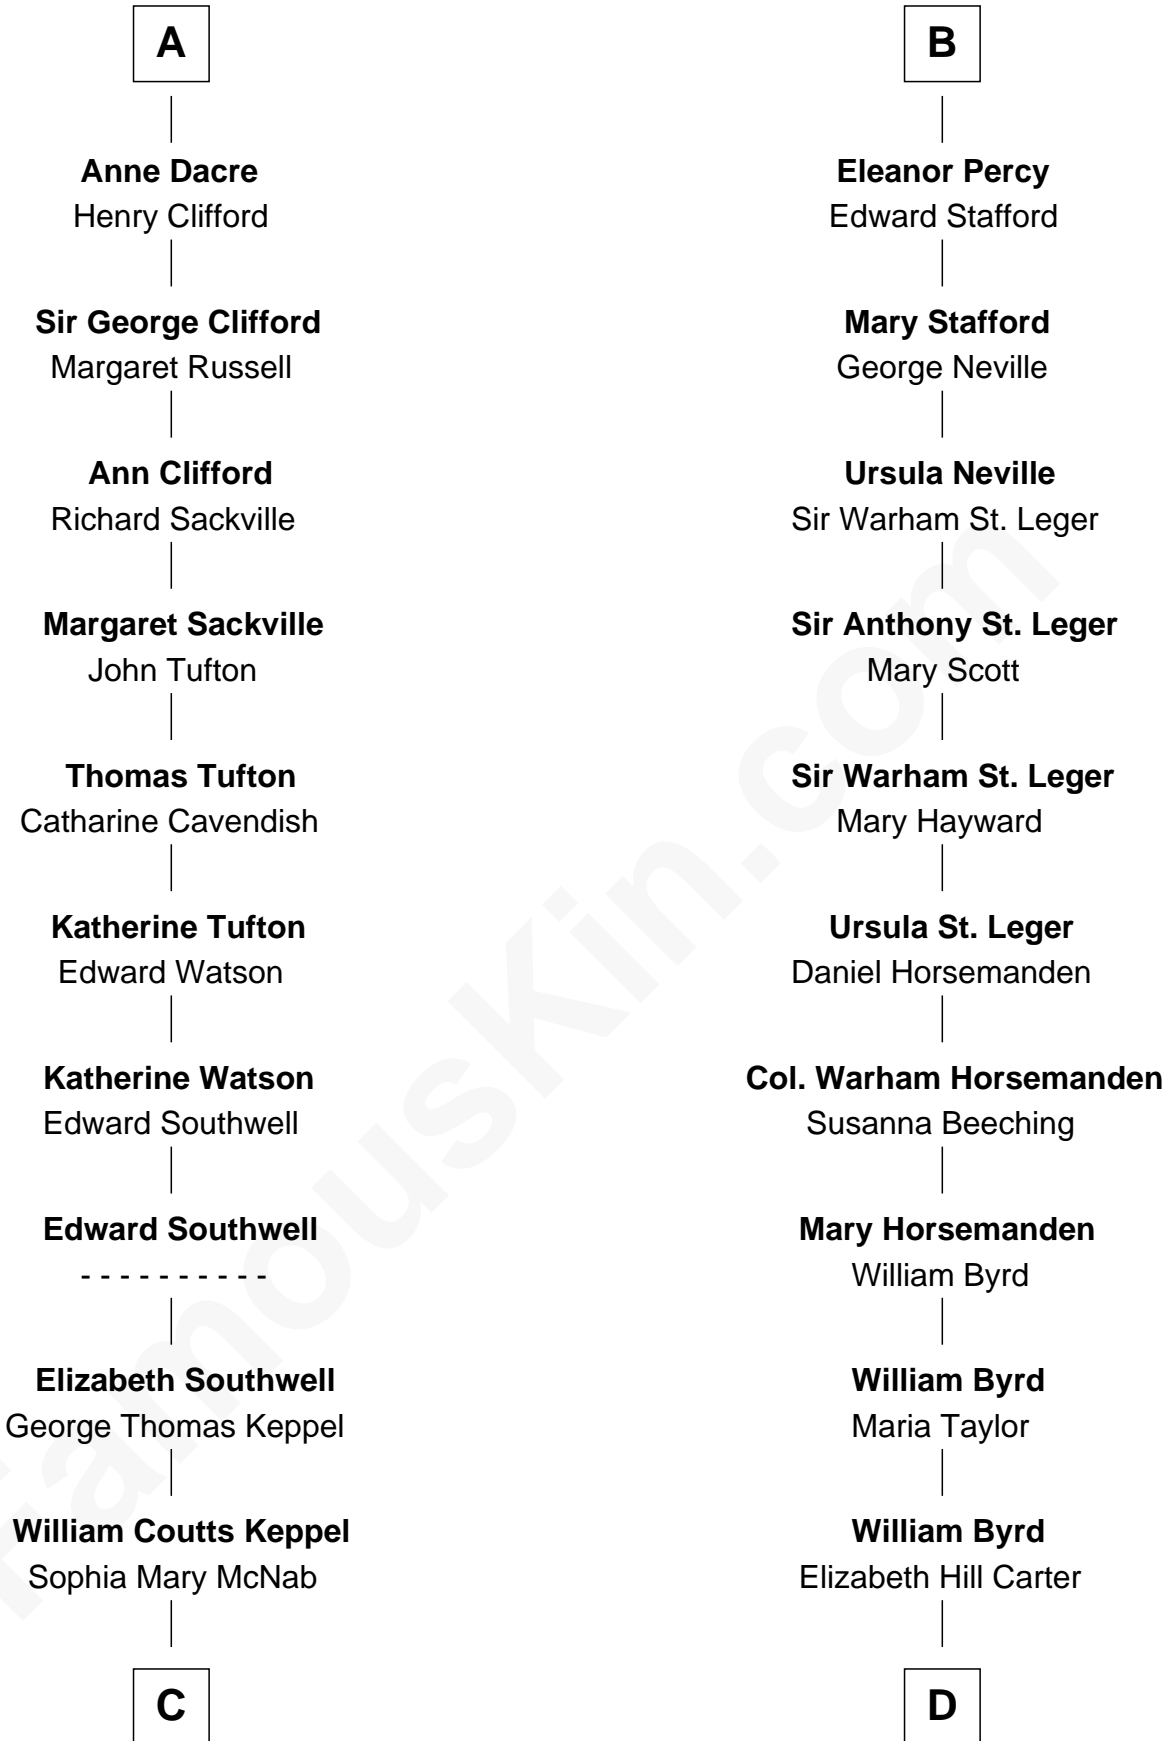 A
Anne Dacre
Henry Clifford
Sir George Clifford
Margaret Russell
Ann Clifford
Richard Sackville
Margaret Sackville
John Tufton
Thomas Tufton
Catharine Cavendish
Katherine Tufton
Edward Watson
Katherine Watson
Edward Southwell
Edward Southwell
- - - - - - - - - -
Elizabeth Southwell
George Thomas Keppel
William Coutts Keppel
Sophia Mary McNab
C
B
Eleanor Percy
Edward Stafford
Mary Stafford
George Neville
Ursula Neville
Sir Warham St. Leger
Sir Anthony St. Leger
Mary Scott
Sir Warham St. Leger
Mary Hayward
Ursula St. Leger
Daniel Horsemanden
Col. Warham Horsemanden
Susanna Beeching
Mary Horsemanden
William Byrd
William Byrd
Maria Taylor
William Byrd
Elizabeth Hill Carter
D
FamousKin.com